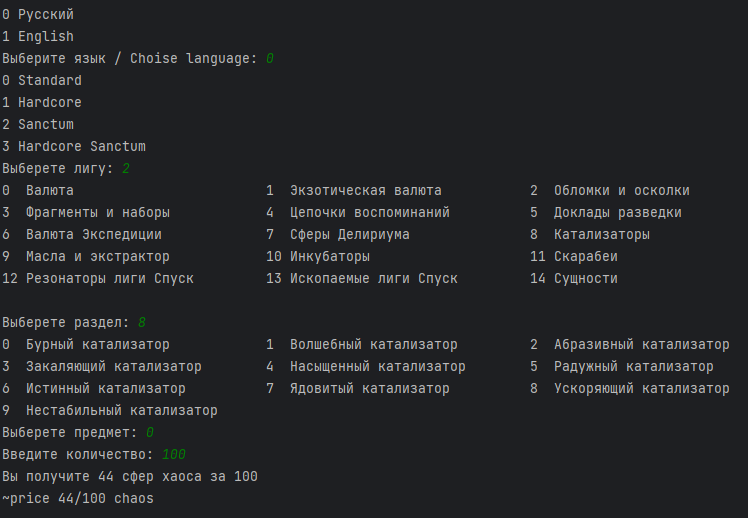 0 Русский
1 English
Выберите язык / Choise language: 0
0 Standard
1 Hardcore
2 Sanctum
3 Hardcore Sanctum
Выберете лигу: 2
0 Валюта 1 Экзотическая валюта 2 Обломки и осколки
3 Фрагменты и наборы 4 Цепочки воспоминаний 5 Доклады разведки
6 Валюта Экспедиции 7 Сферы Делириума 8 Катализаторы
9 Масла и экстрактор 10 Инкубаторы 11 Скарабеи
12 Резонаторы лиги Спуск 13 Ископаемые лиги Спуск 14 Сущности
Выберете раздел: 8
0 Бурный катализатор 1 Волшебный катализатор 2 Абразивный катализатор
3 Закаляющий катализатор 4 Насыщенный катализатор 5 Радужный катализатор
6 Истинный катализатор 7 Ядовитый катализатор 8 Ускоряющий катализатор
9 Нестабильный катализатор
Выберете предмет: 0
Введите количество: 100
Вы получите 44 сфер хаоса за 100
~price 44/100 chaos